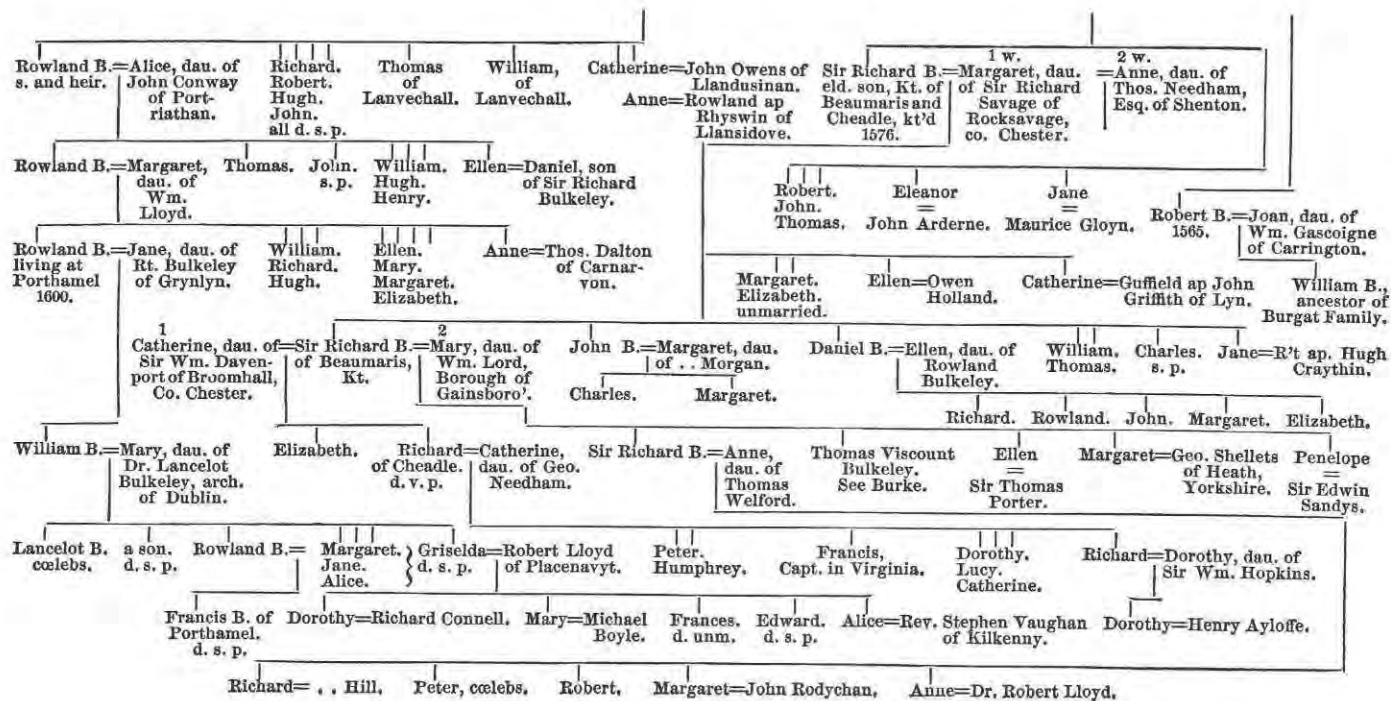 1 w. 2 w.
Rowland B.=Alice, dau. of
s. and heir. John Conway
of Port-
riathan.
Richard.
Robert.
Hugh.
John.
all d. s. p.
Thomas
of
Lanvechall.
William,
of
Lanvechall.
Catherine=John Owens of
Llandusinan.
Anne=Rowland ap
Rhyswin of
Llansidove.
Sir Richard B.=Margaret, dau. =Anne, dau. of
eld. son, Kt. of of Sir Richard Thos. Needham,
Beaumaris and Savage of Esq. of Shenton.
Cheadle, kt'd Rocksavage,
1576. co. Chester.
Rowland B.=Margaret,
dau. of
Wm.
Lloyd.
Thomas.
John.
s. p.
William.
Hugh.
Henry.
Ellen=Daniel, son
of Sir Richard
Bulkeley.
Robert.
John.
Thomas.
Eleanor
=
John Arderne.
Jane
=
Maurice Gloyn.
Robert B.=Joan, dau. of
1565. Wm. Gascoigne
of Carrington.
Rowland B.=Jane, dau. of
living at Rt. Bulkeley
Porthamel of Grynlyn.
1600.
William.
Richard.
Hugh.
Ellen.
Mary.
Margaret.
Elizabeth.
Anne=Thos. Dalton
of Carnar-
von.
Margaret.
Elizabeth.
unmarried.
Ellen=Owen
Holland.
Catherine=Guffield ap John
Griffith of Lyn.
William B.,
ancestor of
Burgat Family.
1 2
Catherine, dau. of=Sir Richard B.=Mary, dau. of
Sir Wm. Daven- of Beaumaris, Wm. Lord,
port of Broomhall, Kt. Borough of
Co. Chester. Gainsboro'.
John B.=Margaret, dau.
of . . Morgan.
Charles. Margaret.
Daniel B.=Ellen, dau. of
Rowland
Bulkeley.
William.
Thomas.
Charles.
s. p.
Jane=R't ap. Hugh
Craythin.
Richard. Rowland. John. Margaret. Elizabeth.
William B.=Mary, dau. of
Dr. Lancelot
Bulkeley, arch.
of Dublin.
Elizabeth.
Richard=Catherine,
of Cheadle. dau. of Geo.
d. v. p. Needham.
Sir Richard B.=Anne,
dau. of
Thomas
Welford.
Thomas Viscount
Bulkeley.
See Burke.
Ellen
=
Sir Thomas
Porter.
Margaret=Geo. Shellets
of Heath,
Yorkshire.
Penelope
=
Sir Edwin
Sandys.
Lancelot B.
cœlebs.
a son.
d. s. p.
Rowland B.=
Margaret.
Jane.
Alice.
Griselda=Robert Lloyd
d. s. p. of Placenavyt.
Peter.
Humphrey.
Francis,
Capt. in Virginia.
Dorothy.
Lucy.
Catherine.
Richard=Dorothy, dau. of
Sir Wm. Hopkins.
Francis B. of
Porthamel.
d. s. p.
Dorothy=Richard Connell.
Mary=Michael
Boyle.
Frances.
d. unm.
Edward.
d. s. p.
Alice=Rev. Stephen Vaughan
of Kilkenny.
Dorothy=Henry Ayloffe.
Richard= . . Hill. Peter, cœlebs. Robert. Margaret=John Rodychan. Anne=Dr. Robert Lloyd.